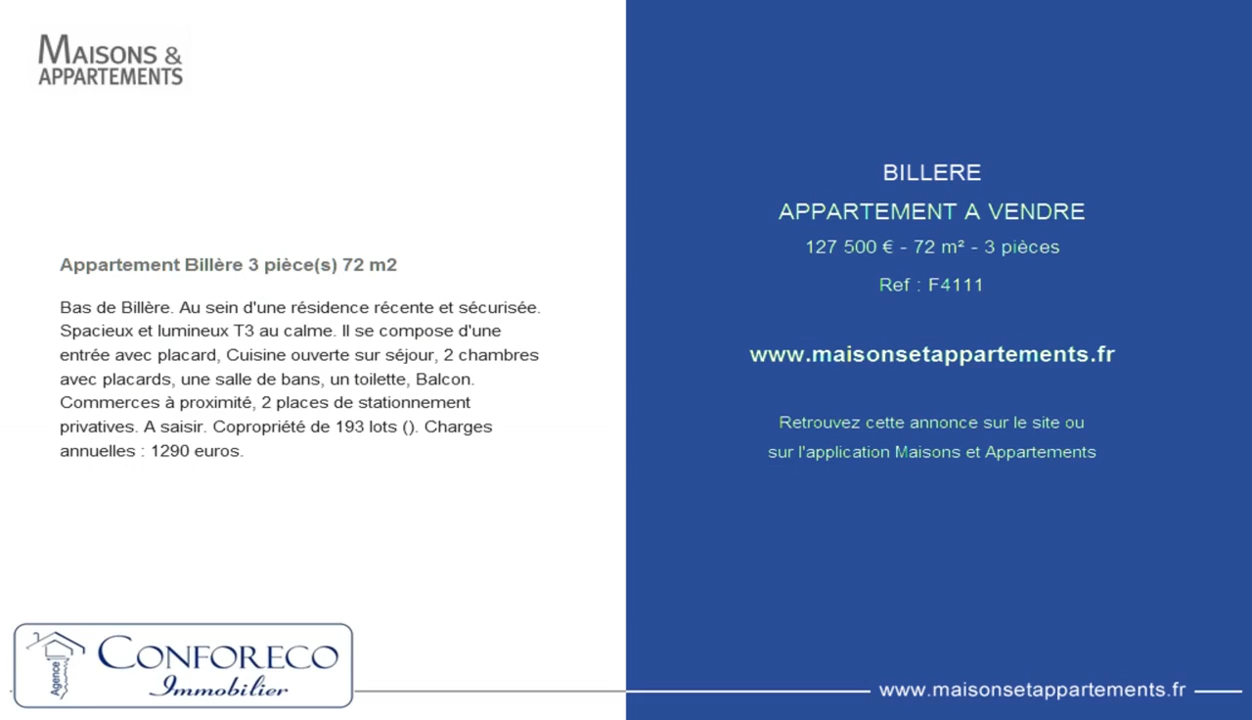 MAISONS &
APPARTEMENTS
Appartement Billère 3 pièce(s) 72 m2
Bas de Billère. Au sein d'une résidence récente et sécurisée.
Spacieux et lumineux T3 au calme. Il se compose d'une
entrée avec placard, Cuisine ouverte sur séjour, 2 chambres
avec placards, une salle de bans, un toilette, Balcon.
Commerces à proximité, 2 places de stationnement
privatives. A saisir. Copropriété de 193 lots (). Charges
annuelles : 1290 euros.
Agence
CONFORECO
Immobilier
BILLERE
APPARTEMENT A VENDRE
127 500 € - 72 m² - 3 pièces
Ref : F4111
www.maisonsetappartements.fr
Retrouvez cette annonce sur le site ou
sur l'application Maisons et Appartements
www.maisonsetappartements.fr